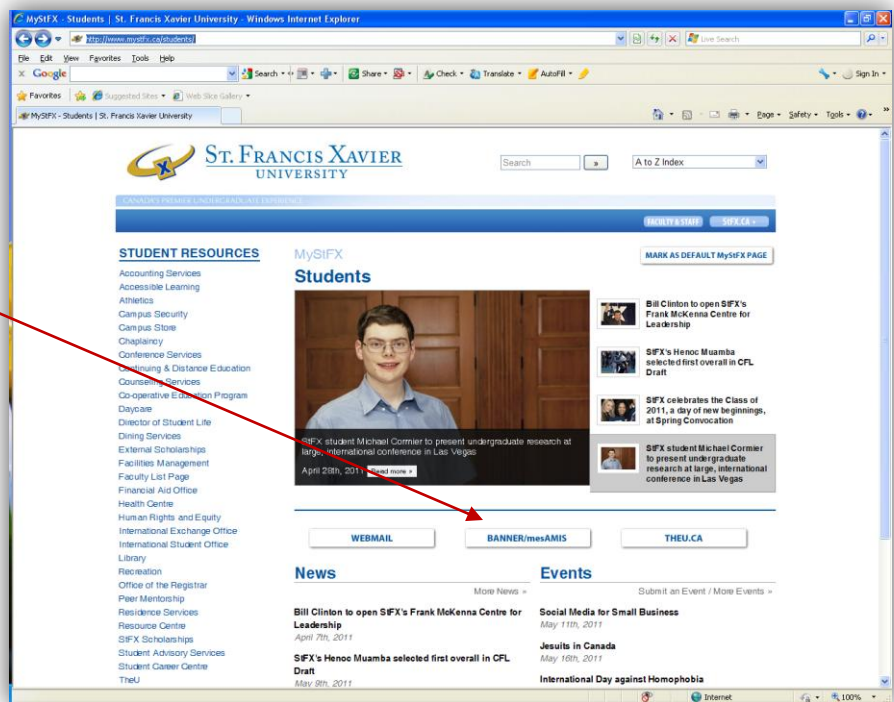 MyStFX - Students | St. Francis Xavier University - Windows Internet Explorer
http://www.mystfx.ca/students/
Live Search
File Edit View Favorites Tools Help
Google Search Share Check Translate AutoFill Sign In
Favorites Suggested Sites Web Slice Gallery
MyStFX - Students | St. Francis Xavier University
Page Safety Tools
ST. FRANCIS XAVIER
UNIVERSITY
Search » A to Z Index
CANADA'S PREMIER UNDERGRADUATE EXPERIENCE
FACULTY & STAFF STFX.CA »
STUDENT RESOURCES
Accounting Services
Accessible Learning
Athletics
Campus Security
Campus Store
Chaplaincy
Conference Services
Continuing & Distance Education
Counseling Services
Co-operative Education Program
Daycare
Director of Student Life
Dining Services
External Scholarships
Facilities Management
Faculty List Page
Financial Aid Office
Health Centre
Human Rights and Equity
International Exchange Office
International Student Office
Library
Recreation
Office of the Registrar
Peer Mentorship
Residence Services
Resource Centre
StFX Scholarships
Student Advisory Services
Student Career Centre
TheU
MyStFX
MARK AS DEFAULT MyStFX PAGE
Students
StFX student Michael Cormier to present undergraduate research at
large, international conference in Las Vegas
April 28th, 2011 Read more »
Bill Clinton to open StFX's
Frank McKenna Centre for
Leadership
StFX's Henoc Muamba
selected first overall in CFL
Draft
StFX celebrates the Class of
2011, a day of new beginnings,
at Spring Convocation
StFX student Michael Cormier
to present undergraduate
research at large, international
conference in Las Vegas
WEBMAIL BANNER/mesAMIS THEU.CA
News
More News »
Bill Clinton to open StFX's Frank McKenna Centre for
Leadership
April 7th, 2011
StFX's Henoc Muamba selected first overall in CFL
Draft
May 9th, 2011
Events
Submit an Event / More Events »
Social Media for Small Business
May 11th, 2011
Jesuits in Canada
May 16th, 2011
International Day against Homophobia
Internet 100%